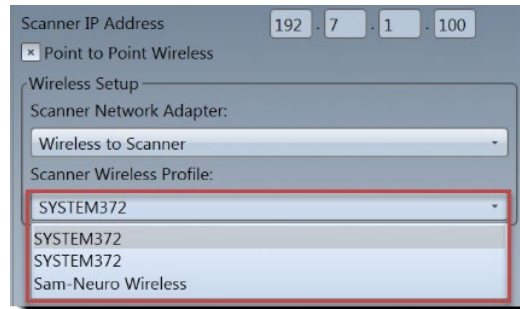 Scanner IP Address 192 . 7 . 1 . 100
Point to Point Wireless
Wireless Setup
Scanner Network Adapter:
Wireless to Scanner
Scanner Wireless Profile:
SYSTEM372
SYSTEM372
SYSTEM372
Sam-Neuro Wireless